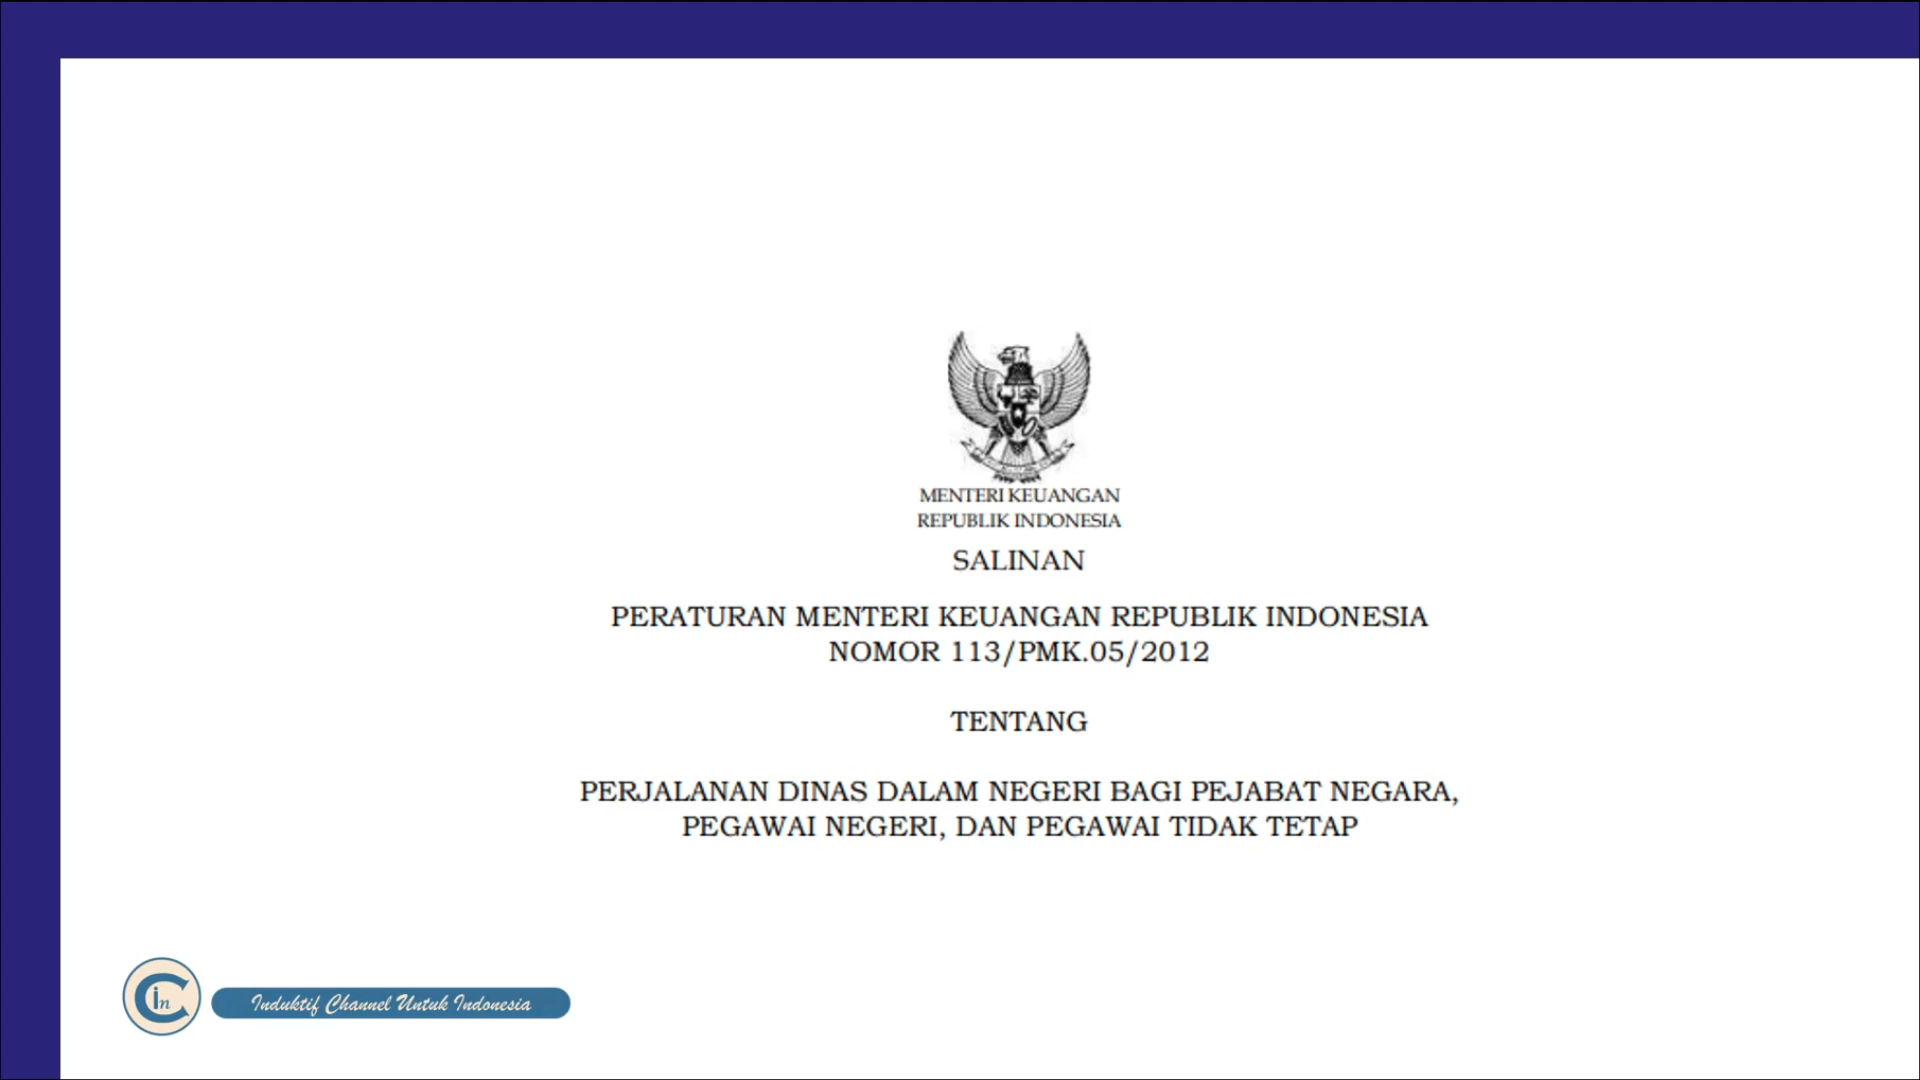 MENTERI KEUANGAN
REPUBLIK INDONESIA
SALINAN
PERATURAN MENTERI KEUANGAN REPUBLIK INDONESIA
NOMOR 113/PMK.05/2012
TENTANG
PERJALANAN DINAS DALAM NEGERI BAGI PEJABAT NEGARA,
PEGAWAI NEGERI, DAN PEGAWAI TIDAK TETAP
C in
Induktif Channel Untuk Indonesia